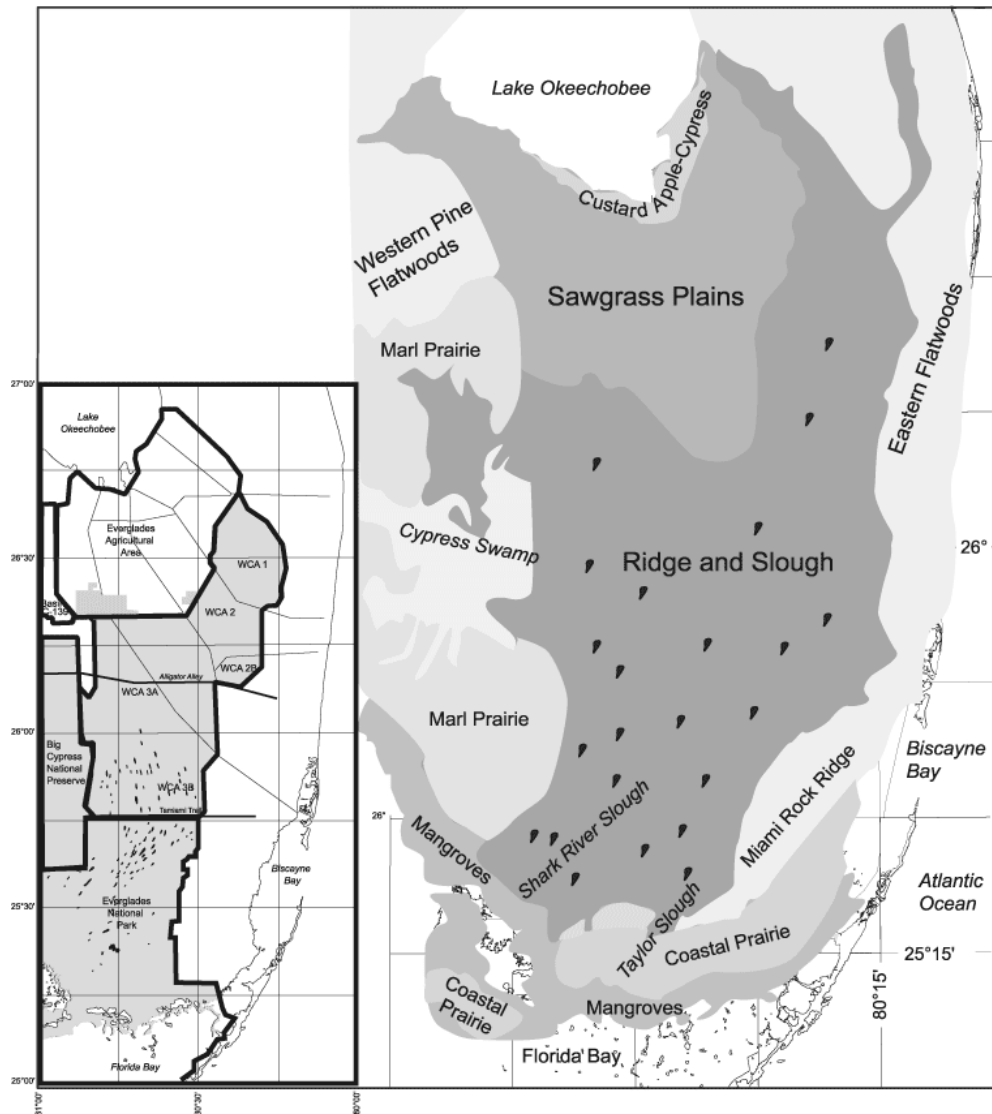 Lake Okeechobee
Custard Apple-Cypress
Western Pine
Flatwoods
Sawgrass Plains
Eastern Flatwoods
Marl Prairie
Cypress Swamp
Ridge and Slough
26°
Marl Prairie
Biscayne
Bay
Miami Rock Ridge
26°
Mangroves
Shark River Slough
Atlantic
Ocean
Taylor Slough
Coastal Prairie
25°15'
80°15'
Coastal
Prairie
Mangroves
Florida Bay
27°00'
Lake
Okeechobee
Everglades
Agricultural
Area
26°30'
WCA 1
WCA 2
C-139
WCA 2B
Alligator Alley
WCA 3A
26°00'
Big
Cypress
National
Preserve
WCA 3B
Tamiami Trail
Biscayne
Bay
25°30'
Everglades
National
Park
Florida Bay
25°00'
81°00'
80°30'
80°00'